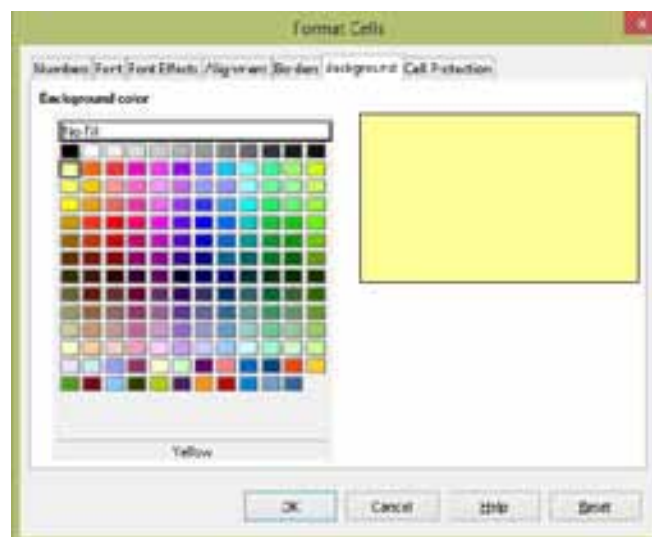 Format Cells
Numbers Font Font Effects Alignment Borders Background Cell Protection
Background color
No Fill
Yellow
OK Cancel Help Reset